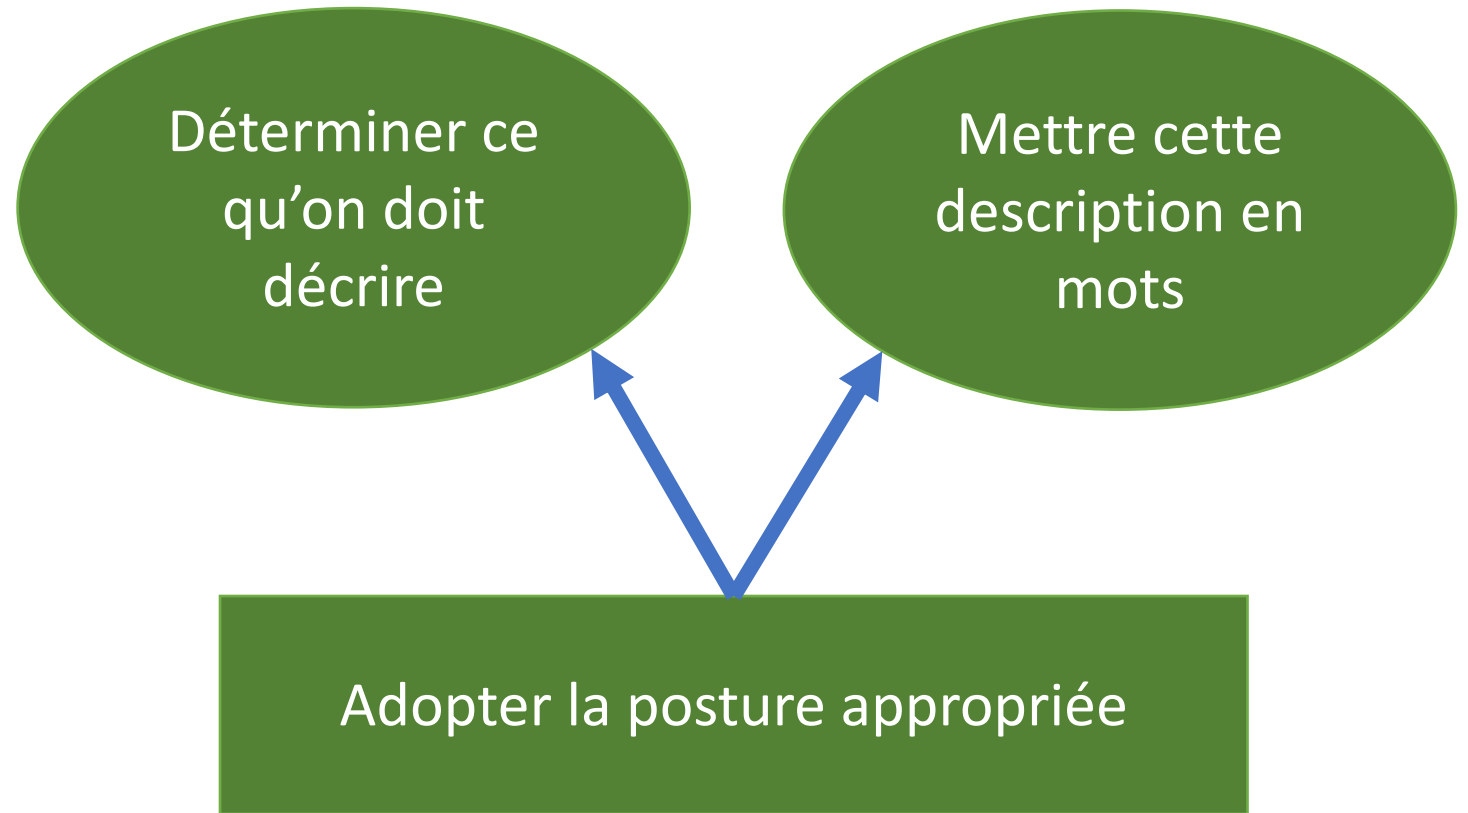 Déterminer ce
qu’on doit
décrire
Mettre cette
description en
mots
Adopter la posture appropriée